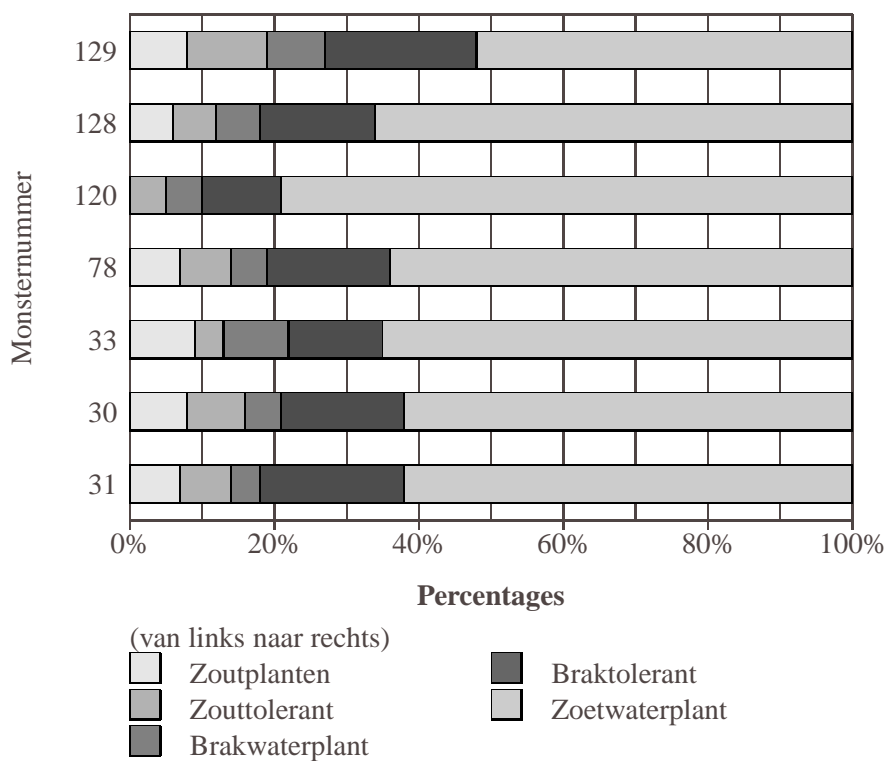 Monsternummer
129
128
120
78
33
30
31
0% 20% 40% 60% 80% 100%
Percentages
(van links naar rechts)
Zoutplanten
Zouttolerant
Brakwaterplant
Braktolerant
Zoetwaterplant